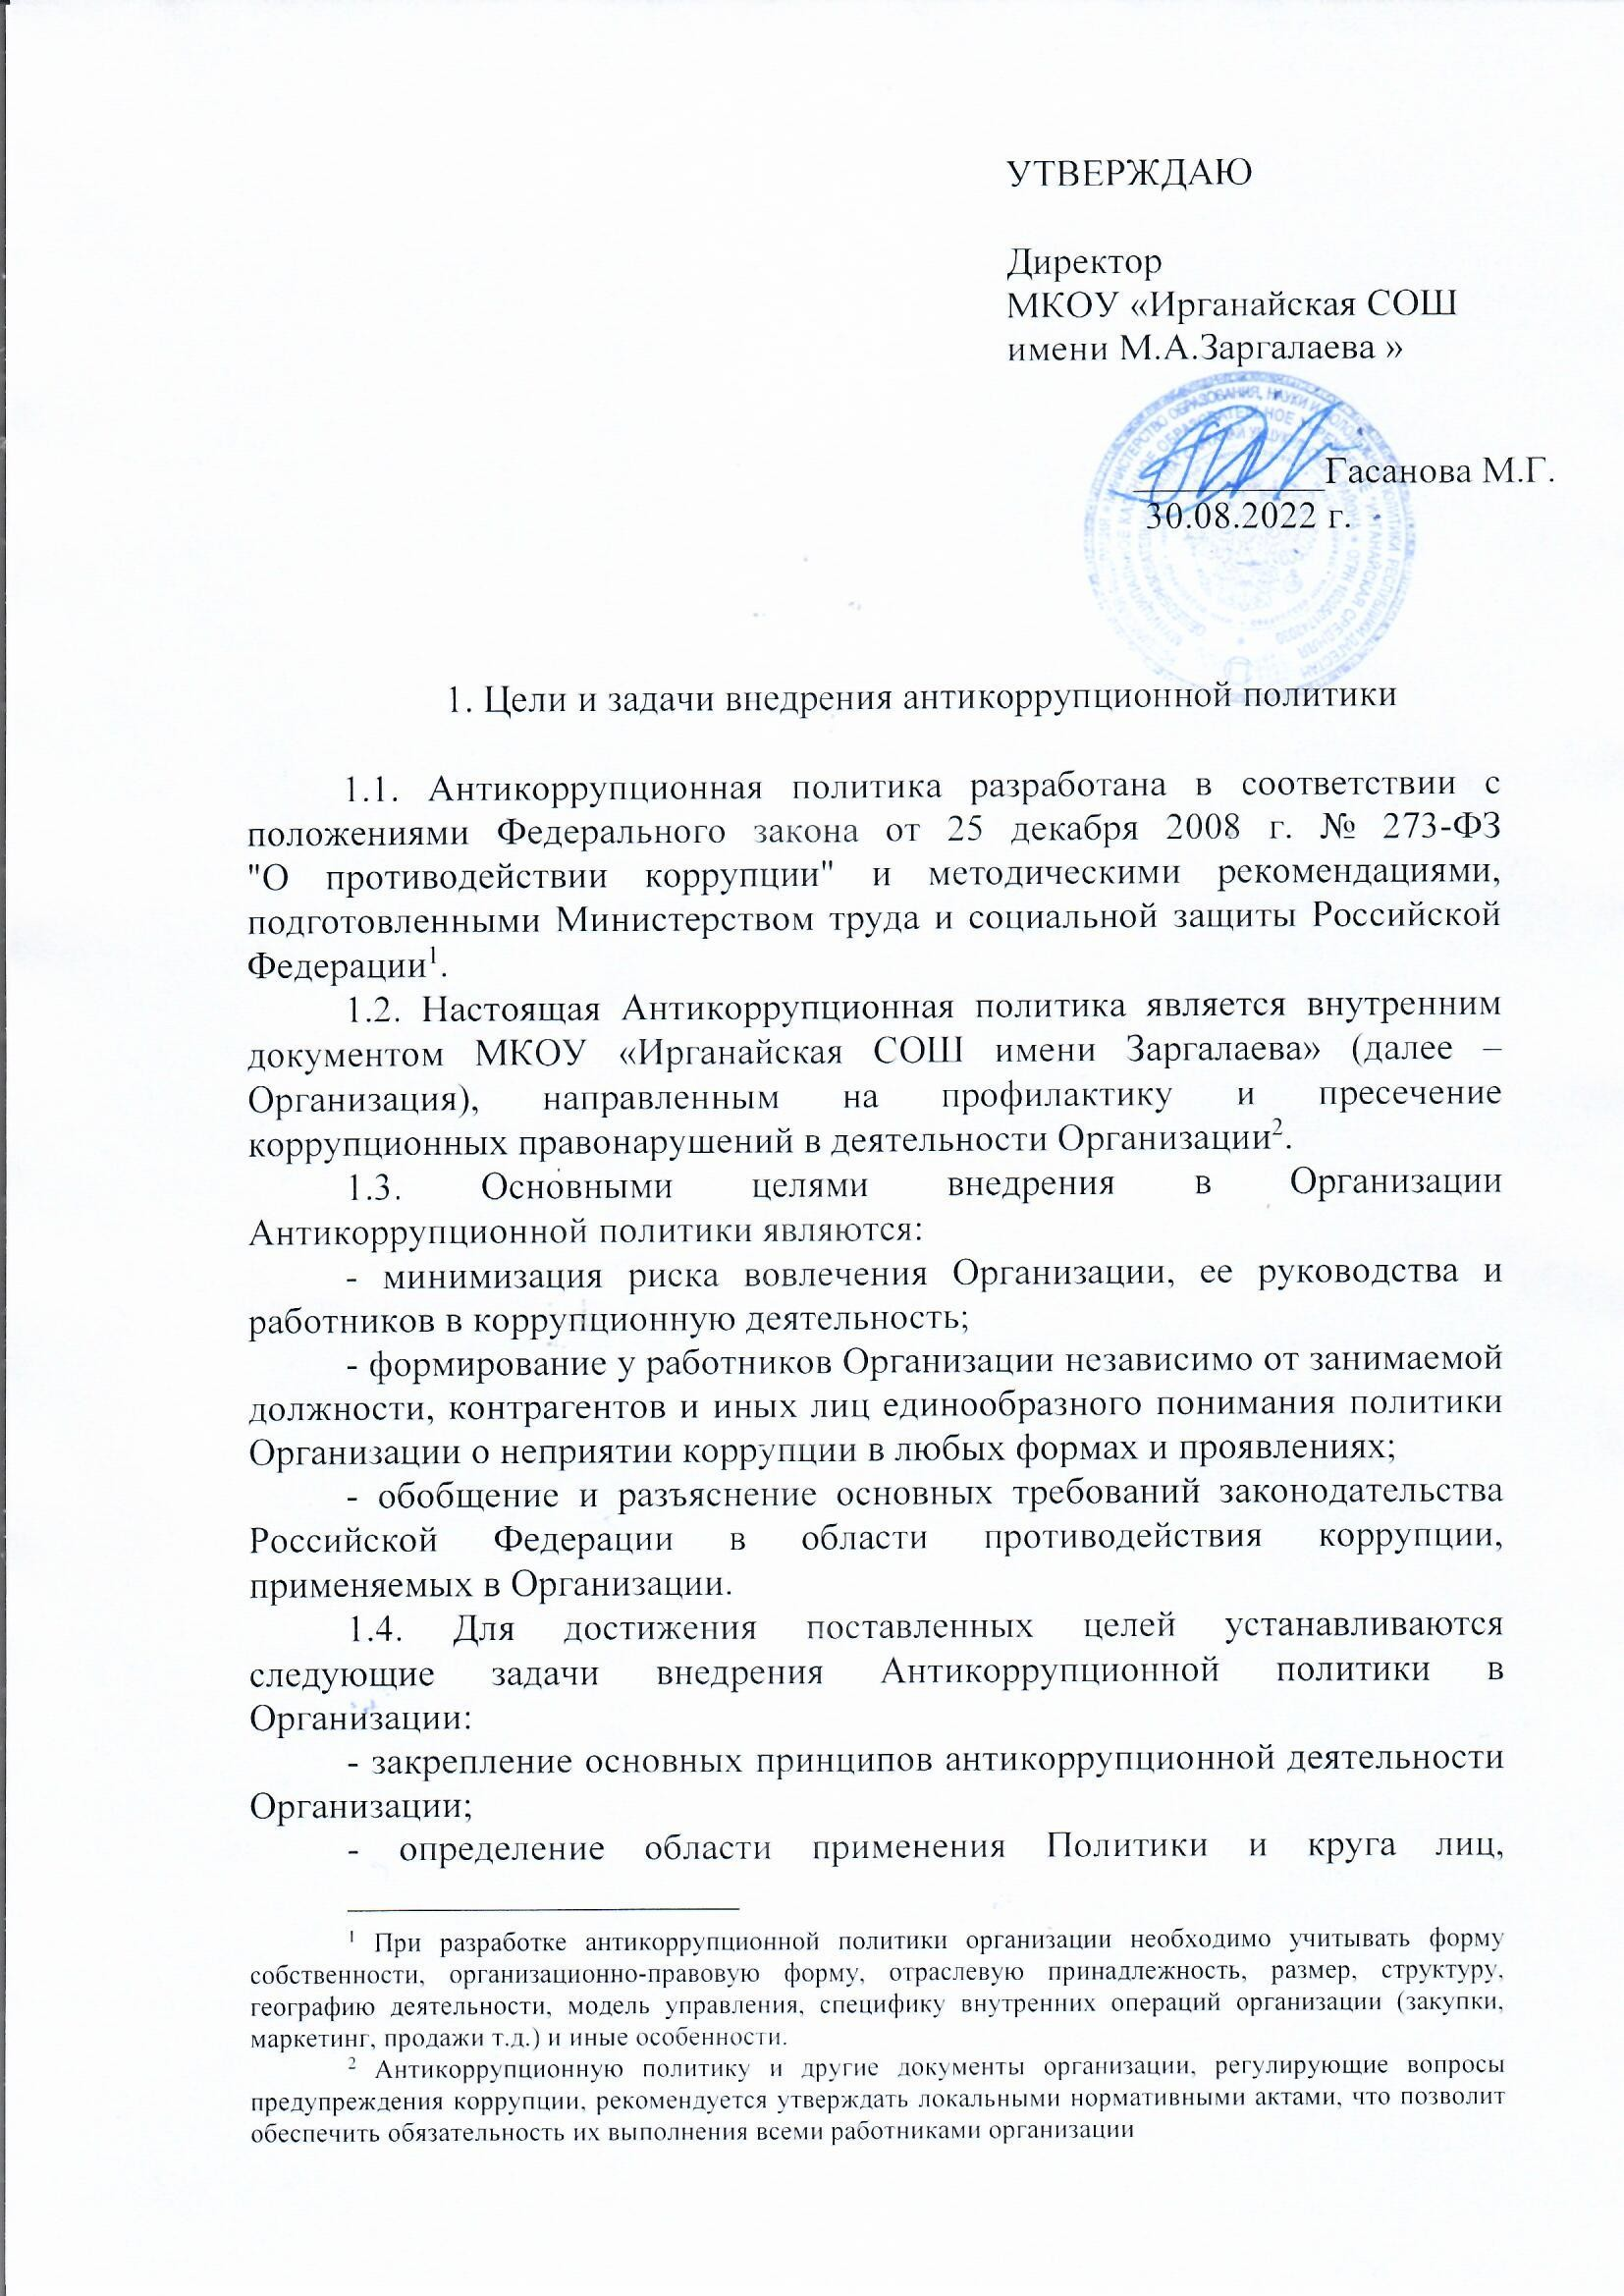 УТВЕРЖДАЮ
Директор
МКОУ «Ирганайская СОШ
имени М.А.Заргалаева »
Гасанова М.Г.
30.08.2022 г.
1. Цели и задачи внедрения антикоррупционной политики
1.1. Антикоррупционная политика разработана в соответствии с
положениями Федерального закона от 25 декабря 2008 г. № 273-ФЗ
"О противодействии коррупции" и методическими рекомендациями,
подготовленными Министерством труда и социальной защиты Российской
Федерации1.
1.2. Настоящая Антикоррупционная политика является внутренним
документом МКОУ «Ирганайская СОШ имени Заргалаева» (далее –
Организация), направленным на профилактику и пресечение
коррупционных правонарушений в деятельности Организации2.
1.3. Основными целями внедрения в Организации
Антикоррупционной политики являются:
- минимизация риска вовлечения Организации, ее руководства и
работников в коррупционную деятельность;
- формирование у работников Организации независимо от занимаемой
должности, контрагентов и иных лиц единообразного понимания политики
Организации о неприятии коррупции в любых формах и проявлениях;
- обобщение и разъяснение основных требований законодательства
Российской Федерации в области противодействия коррупции,
применяемых в Организации.
1.4. Для достижения поставленных целей устанавливаются
следующие задачи внедрения Антикоррупционной политики в
Организации:
- закрепление основных принципов антикоррупционной деятельности
Организации;
- определение области применения Политики и круга лиц,
1 При разработке антикоррупционной политики организации необходимо учитывать форму
собственности, организационно-правовую форму, отраслевую принадлежность, размер, структуру,
географию деятельности, модель управления, специфику внутренних операций организации (закупки,
маркетинг, продажи т.д.) и иные особенности.
2 Антикоррупционную политику и другие документы организации, регулирующие вопросы
предупреждения коррупции, рекомендуется утверждать локальными нормативными актами, что позволит
обеспечить обязательность их выполнения всеми работниками организации